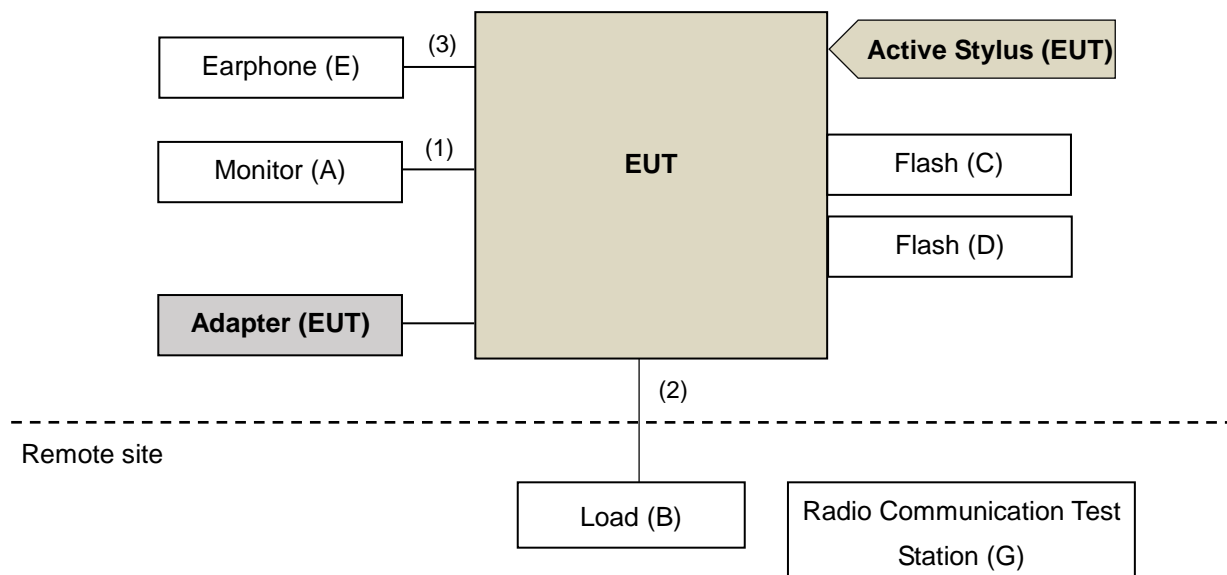 (3)
Earphone (E)
Active Stylus (EUT)
(1)
Monitor (A)
EUT
Flash (C)
Flash (D)
Adapter (EUT)
(2)
Remote site
Load (B)
Radio Communication Test
Station (G)